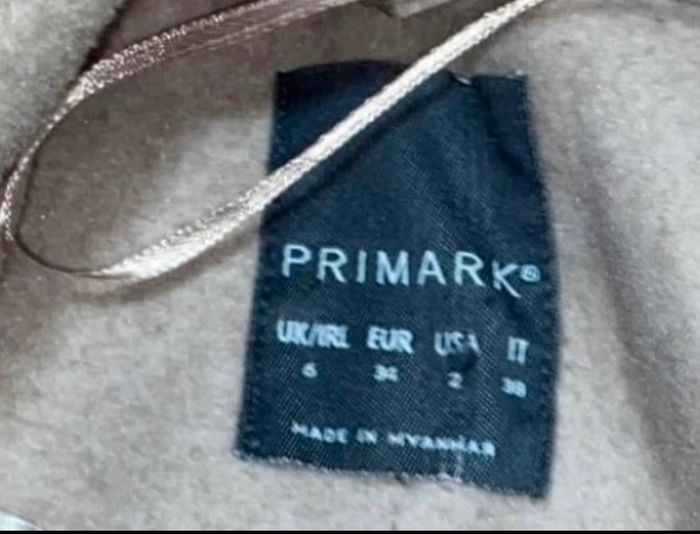 PRIMARK®
UK/IRL EUR USA IT
6 34 2 38
MADE IN MYANMAR